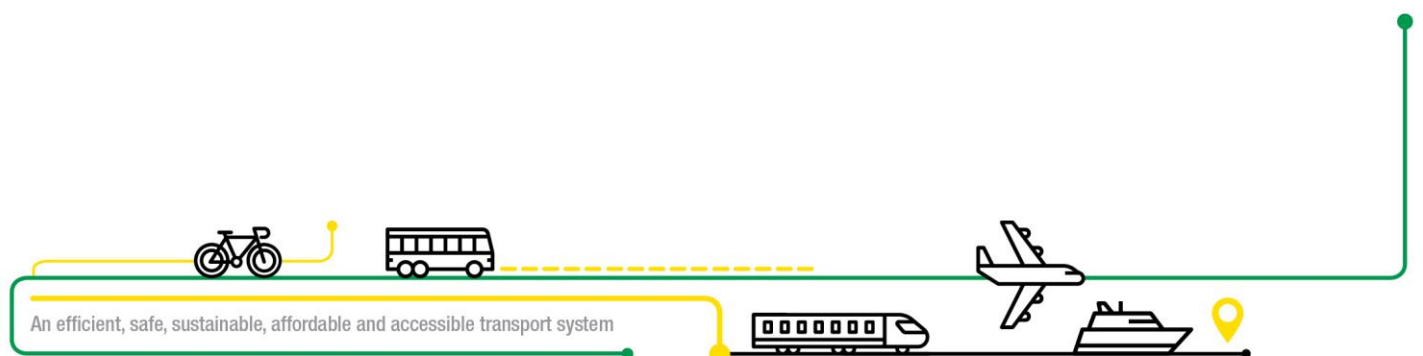 An efficient, safe, sustainable, affordable and accessible transport system